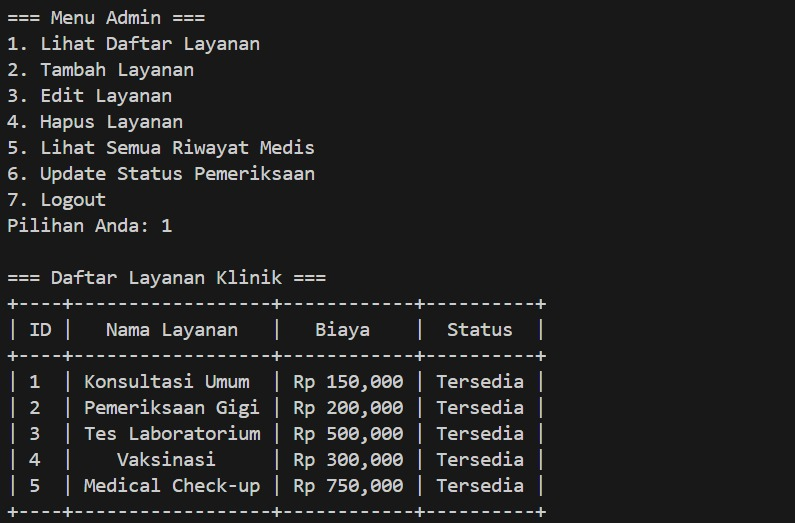 === Menu Admin ===
1. Lihat Daftar Layanan
2. Tambah Layanan
3. Edit Layanan
4. Hapus Layanan
5. Lihat Semua Riwayat Medis
6. Update Status Pemeriksaan
7. Logout
Pilihan Anda: 1

=== Daftar Layanan Klinik ===
+----+------------------+------------+----------+
| ID |   Nama Layanan   |   Biaya    |  Status  |
+----+------------------+------------+----------+
| 1  | Konsultasi Umum  | Rp 150,000 | Tersedia |
| 2  | Pemeriksaan Gigi | Rp 200,000 | Tersedia |
| 3  | Tes Laboratorium | Rp 500,000 | Tersedia |
| 4  |    Vaksinasi     | Rp 300,000 | Tersedia |
| 5  | Medical Check-up | Rp 750,000 | Tersedia |
+----+------------------+------------+----------+